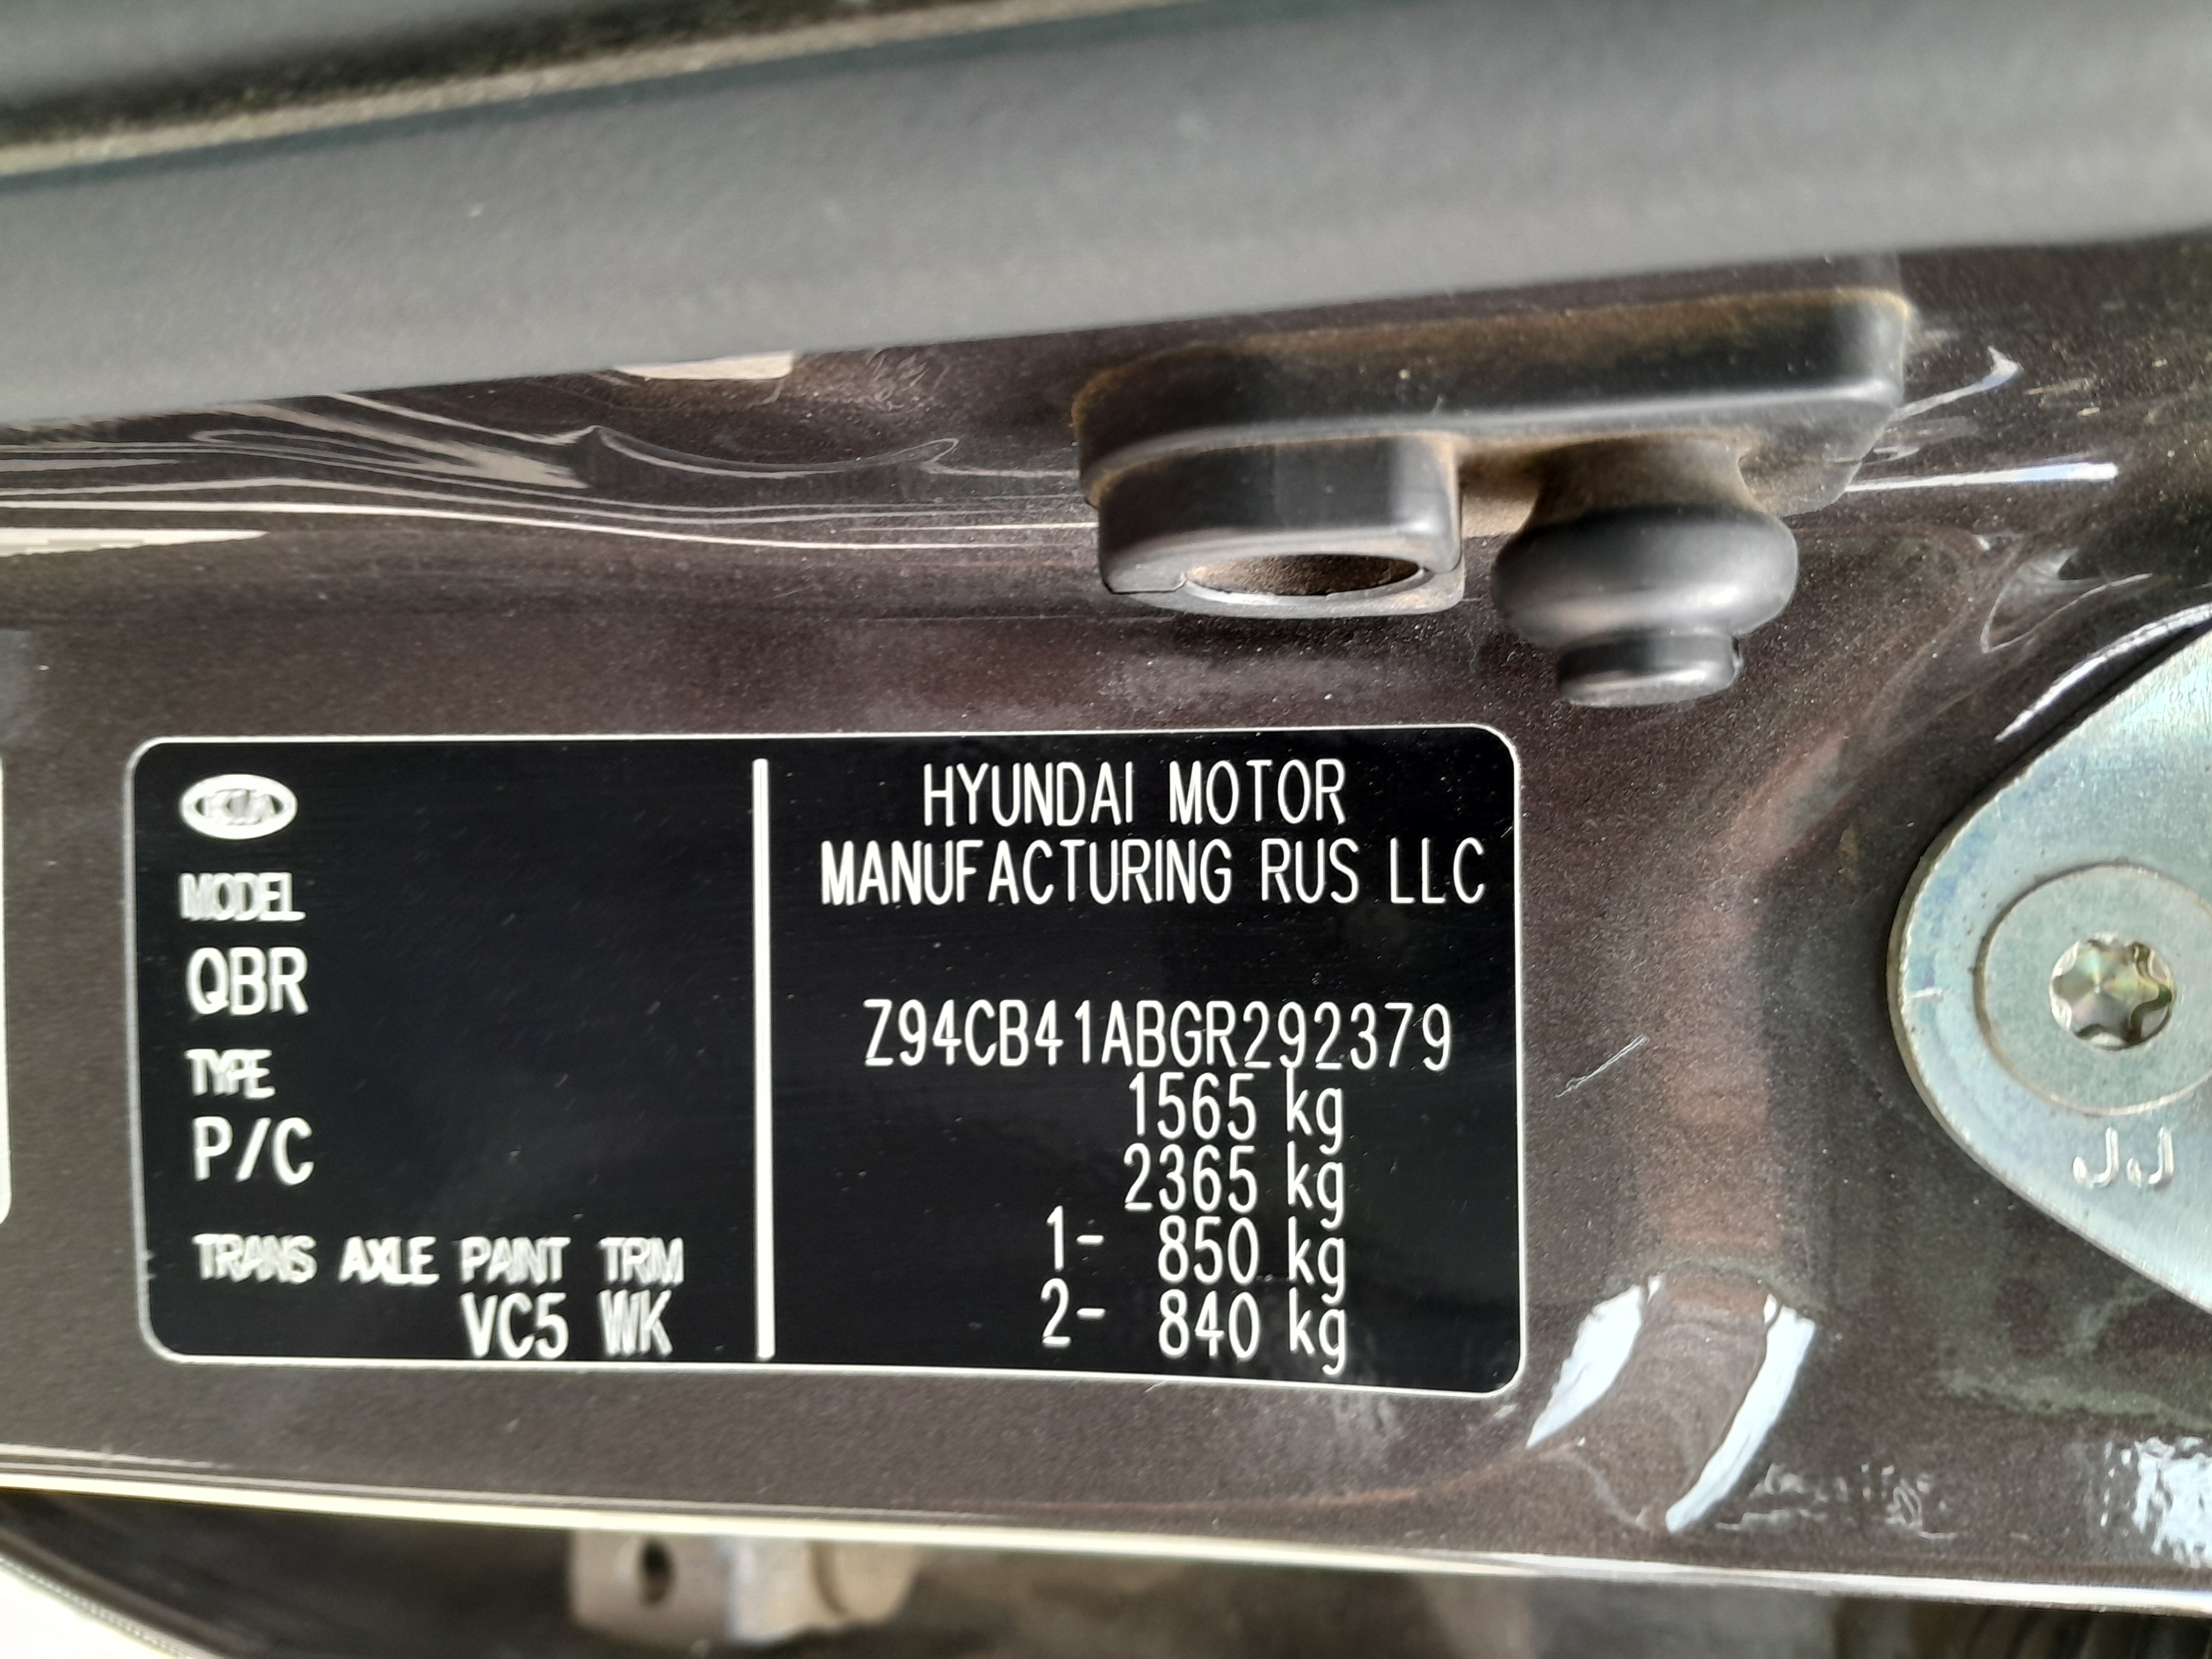 KIA
MODEL
QBR
TYPE
P/C
TRANS AXLE PAINT TRIM
VC5 WK
HYUNDAI MOTOR
MANUFACTURING RUS LLC
Z94CB41ABGR292379
1565 kg
2365 kg
1- 850 kg
2- 840 kg
JJ